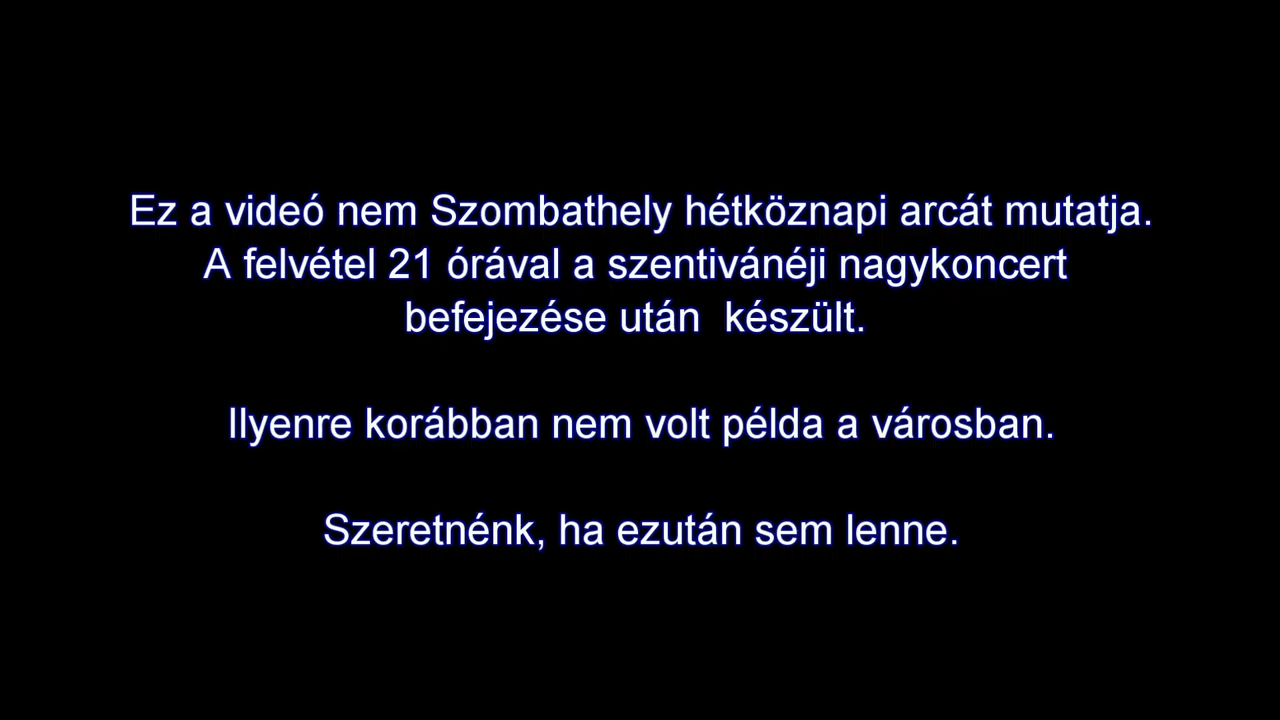 Ez a videó nem Szombathely hétköznapi arcát mutatja.
A felvétel 21 órával a szentivánéji nagykoncert
befejezése után  készült.
Ilyenre korábban nem volt példa a városban.
Szeretnénk, ha ezután sem lenne.